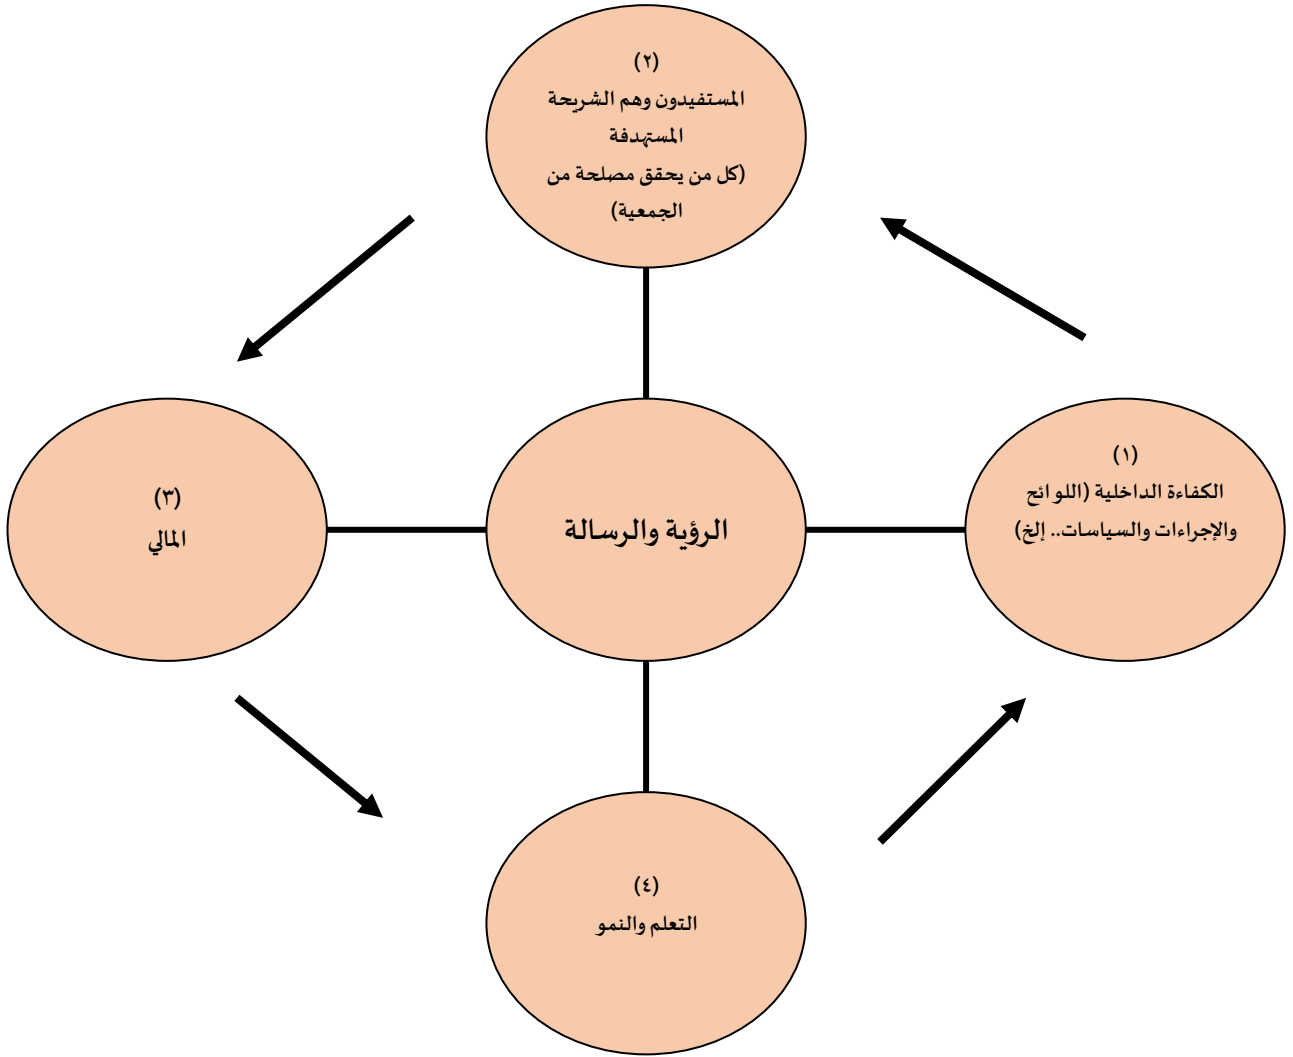 (٢)
المستفيدون وهم الشريحة
المستهدفة
(كل من يحقق مصلحة من
الجمعية)
(١)
الكفاءة الداخلية (اللوائح
والإجراءات والسياسات.. إلخ)
الرؤية والرسالة
(٣)
المالي
(٤)
التعلم والنمو